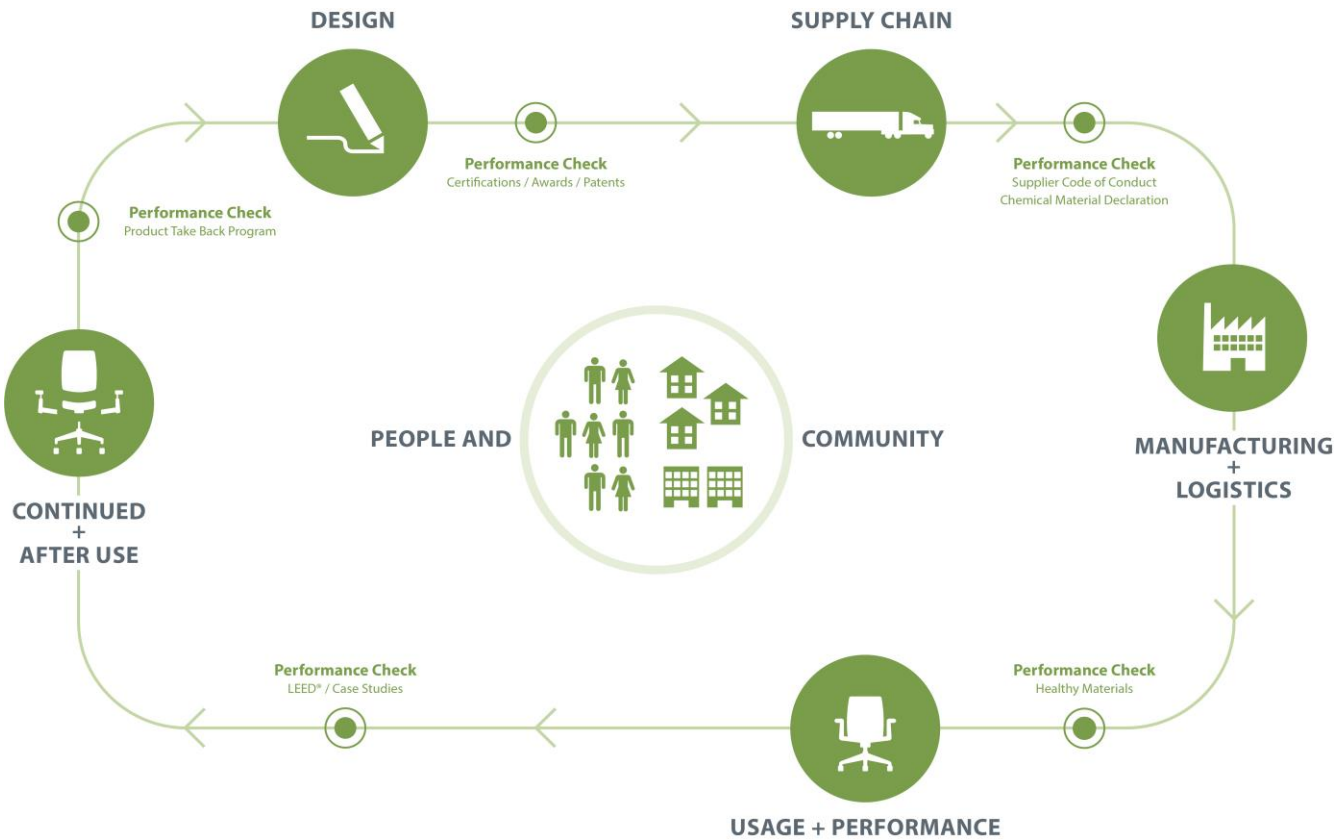 DESIGN
SUPPLY CHAIN
Performance Check
Certifications / Awards / Patents
Performance Check
Supplier Code of Conduct
Chemical Material Declaration
Performance Check
Product Take Back Program
PEOPLE AND
COMMUNITY
MANUFACTURING
+
LOGISTICS
CONTINUED
+
AFTER USE
Performance Check
LEED® / Case Studies
Performance Check
Healthy Materials
USAGE + PERFORMANCE